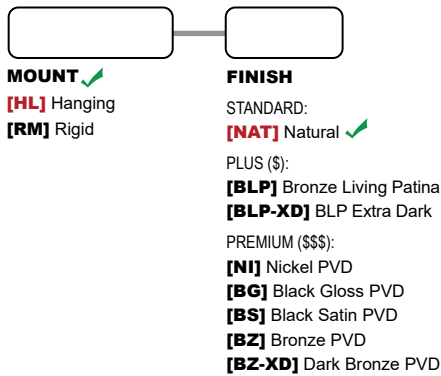 MOUNT
[HL] Hanging
[RM] Rigid
FINISH
STANDARD:
[NAT] Natural
PLUS ($):
[BLP] Bronze Living Patina
[BLP-XD] BLP Extra Dark
PREMIUM ($$$):
[NI] Nickel PVD
[BG] Black Gloss PVD
[BS] Black Satin PVD
[BZ] Bronze PVD
[BZ-XD] Dark Bronze PVD